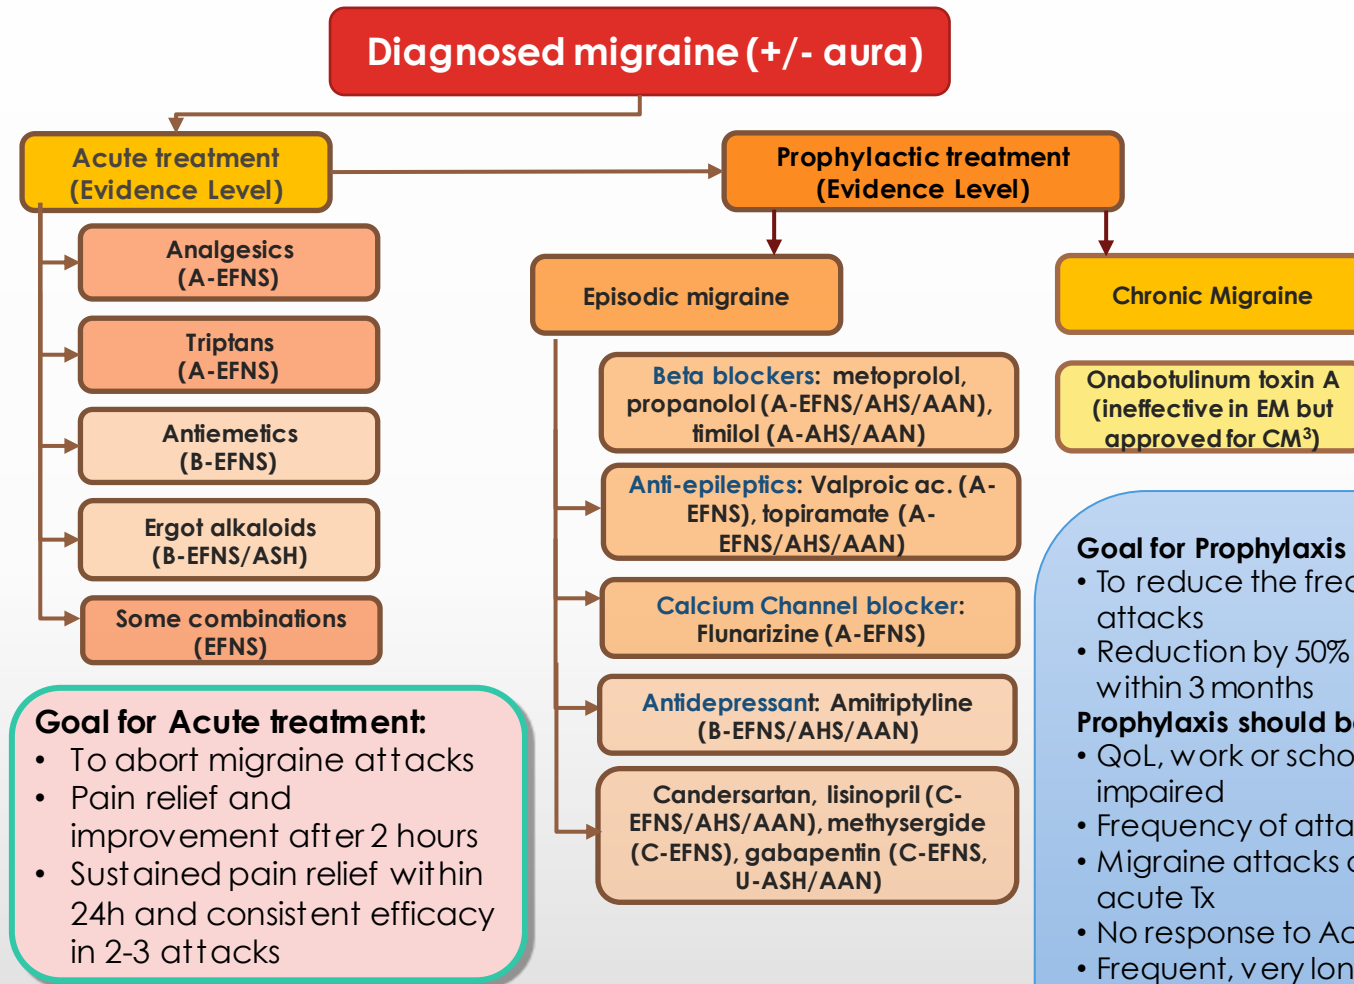 Diagnosed migraine (+/- aura)
Acute treatment
(Evidence Level)
Analgesics
(A-EFNS)
Triptans
(A-EFNS)
Antiemetics
(B-EFNS)
Ergot alkaloids
(B-EFNS/ASH)
Some combinations
(EFNS)
Goal for Acute treatment:
• To abort migraine attacks
• Pain relief and
improvement after 2 hours
• Sustained pain relief within
24h and consistent efficacy
in 2-3 attacks
Prophylactic treatment
(Evidence Level)
Episodic migraine
Beta blockers: metoprolol,
propanolol (A-EFNS/AHS/AAN),
timilol (A-AHS/AAN)
Anti-epileptics: Valproic ac. (A-
EFNS), topiramate (A-
EFNS/AHS/AAN)
Calcium Channel blocker:
Flunarizine (A-EFNS)
Antidepressant: Amitriptyline
(B-EFNS/AHS/AAN)
Candersartan, lisinopril (C-
EFNS/AHS/AAN), methysergide
(C-EFNS), gabapentin (C-EFNS,
U-ASH/AAN)
Chronic Migraine
Onabotulinum toxin A
(ineffective in EM but
approved for CM³)
Goal for Prophylaxis
• To reduce the
attacks
• Reduction by 50%
within 3 months
Prophylaxis should
• QoL, work or
impaired
• Frequency of
• Migraine attacks
acute Tx
• No response to
• Frequent, very